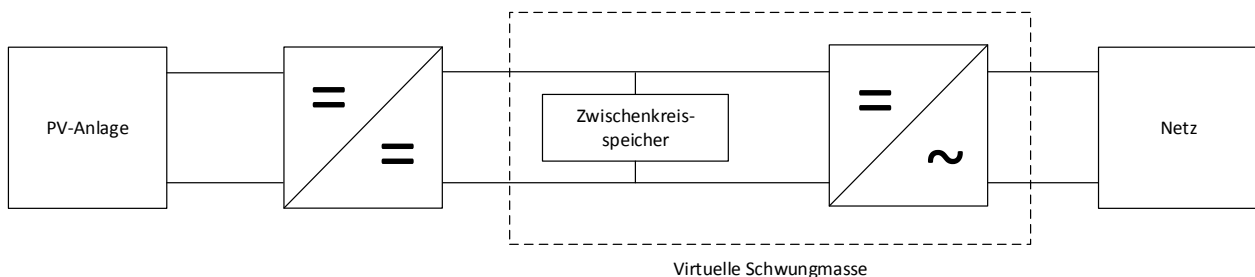 PV-Anlage
=
=
Zwischenkreis-
speicher
=
~
Netz
Virtuelle Schwungmasse